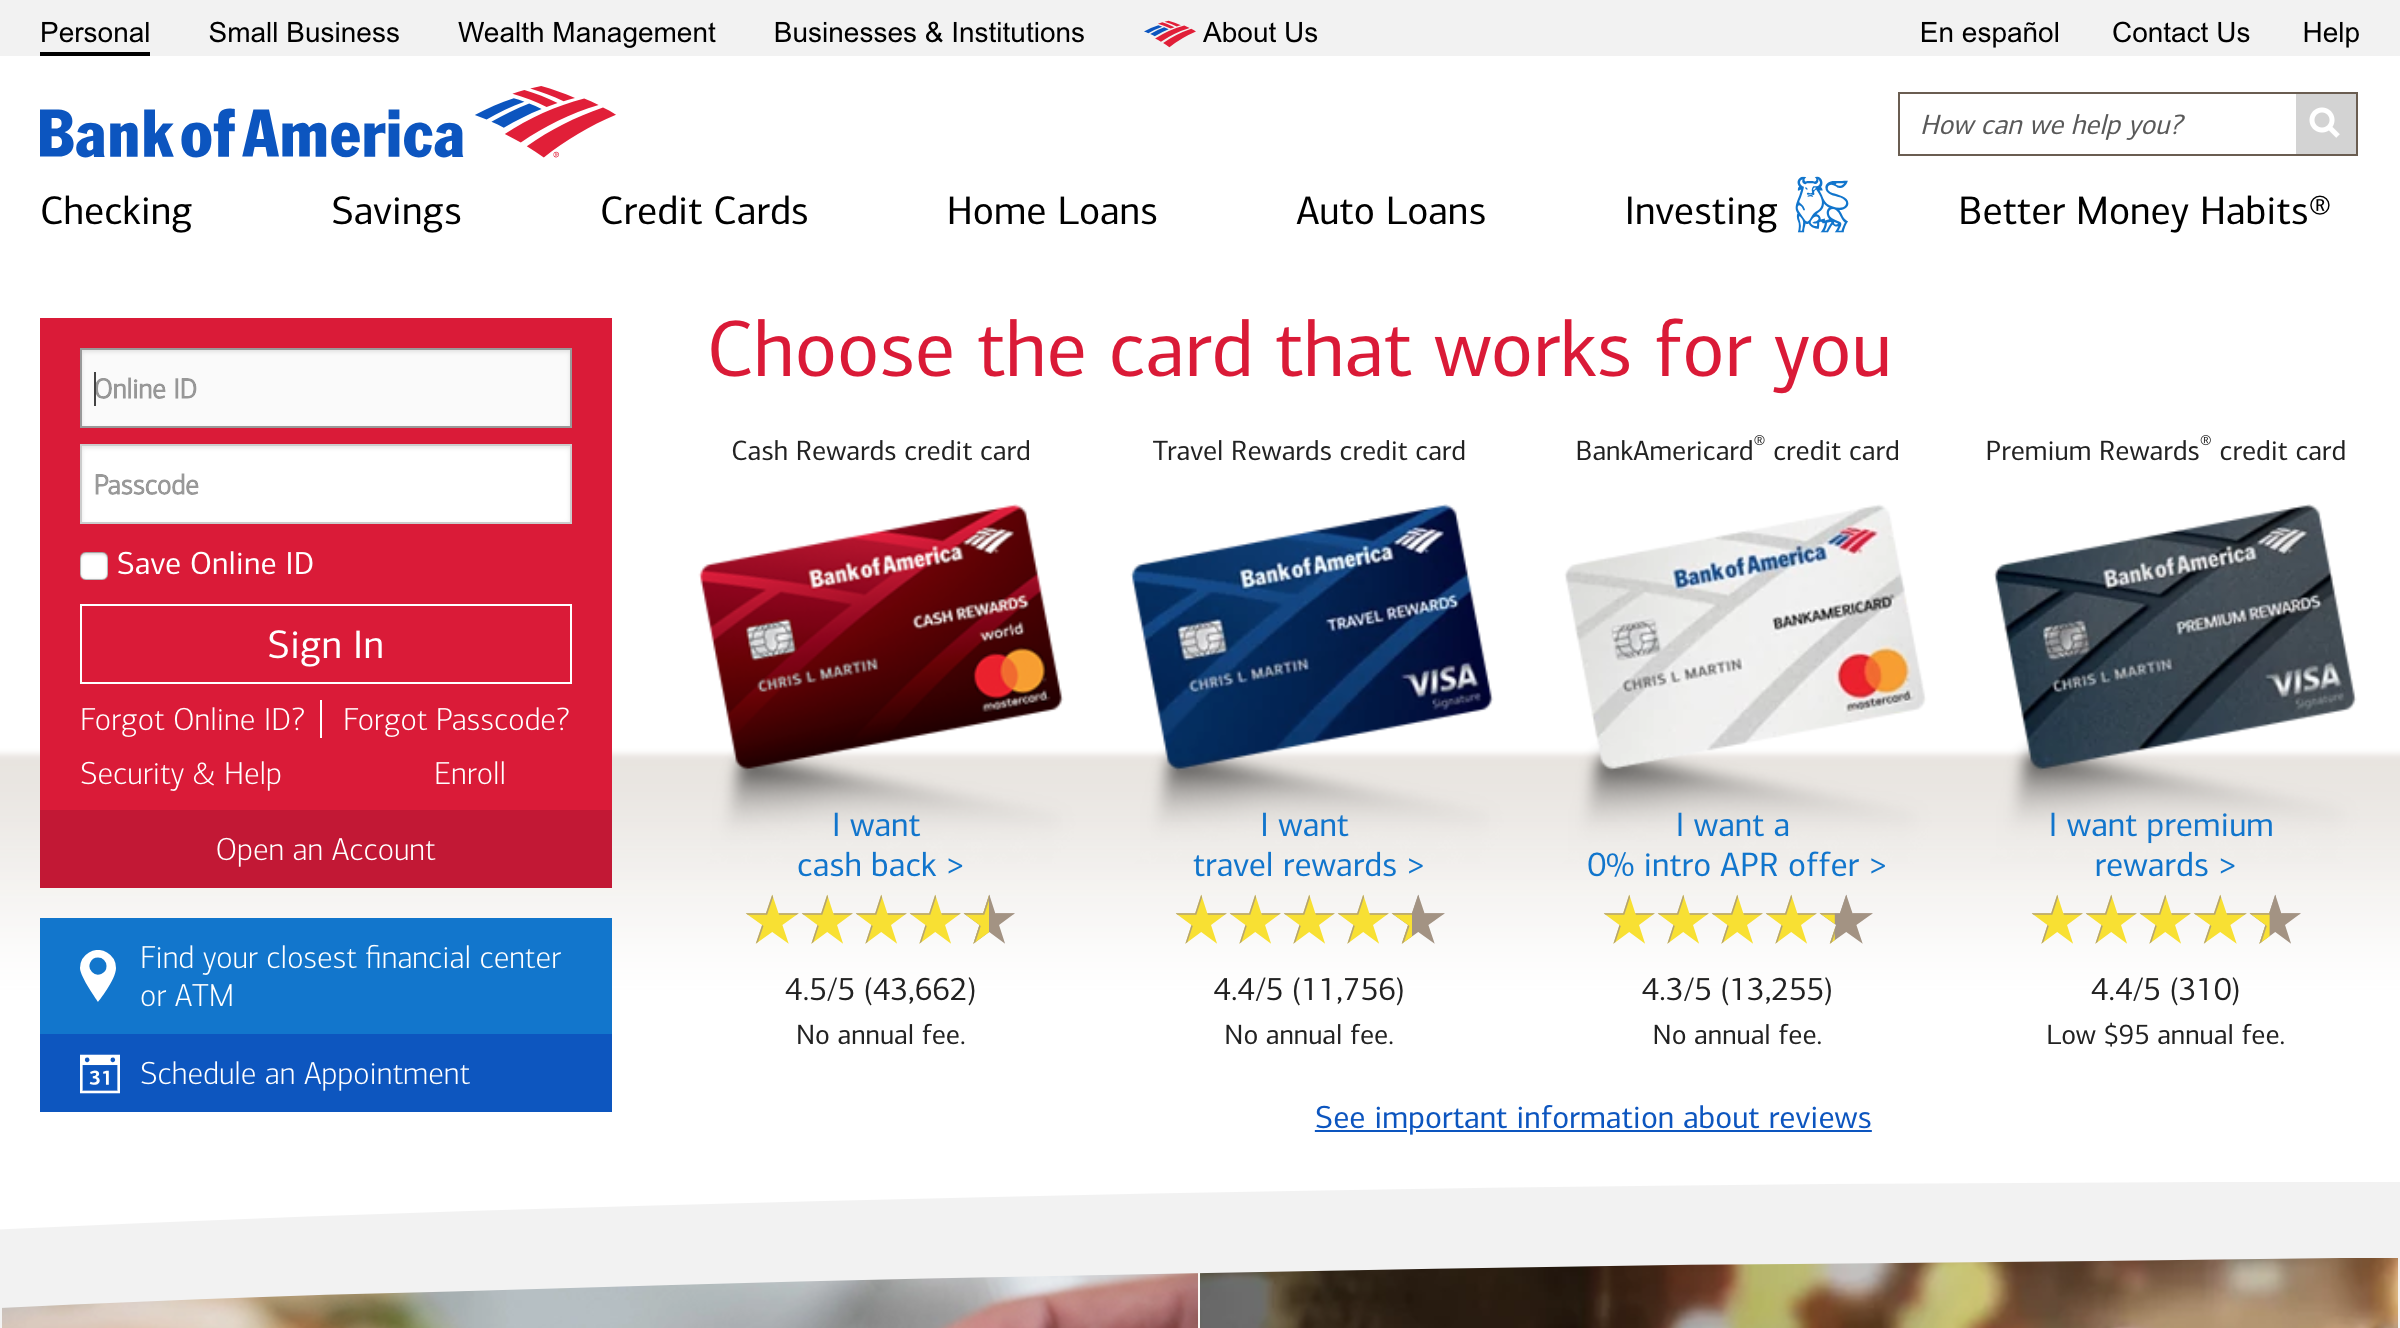 Personal
Small Business
Wealth Management
Businesses & Institutions
About Us
En español
Contact Us
Help
Bank of America
How can we help you?
Checking
Savings
Credit Cards
Home Loans
Auto Loans
Investing
Better Money Habits®
Online ID
Passcode
Save Online ID
Sign In
Forgot Online ID?
Forgot Passcode?
Security & Help
Enroll
Open an Account
Find your closest financial center
or ATM
31
Schedule an Appointment
Choose the card that works for you
Cash Rewards credit card
Bank of America
CASH REWARDS
world
CHRIS L MARTIN
mastercard
I want
cash back >
4.5/5 (43,662)
No annual fee.
Travel Rewards credit card
Bank of America
TRAVEL REWARDS
CHRIS L MARTIN
VISA
Signature
I want
travel rewards >
4.4/5 (11,756)
No annual fee.
BankAmericard® credit card
Bank of America
BANKAMERICARD
CHRIS L MARTIN
mastercard
I want a
0% intro APR offer >
4.3/5 (13,255)
No annual fee.
Premium Rewards® credit card
Bank of America
PREMIUM REWARDS
CHRIS L MARTIN
VISA
Signature
I want premium
rewards >
4.4/5 (310)
Low $95 annual fee.
See important information about reviews